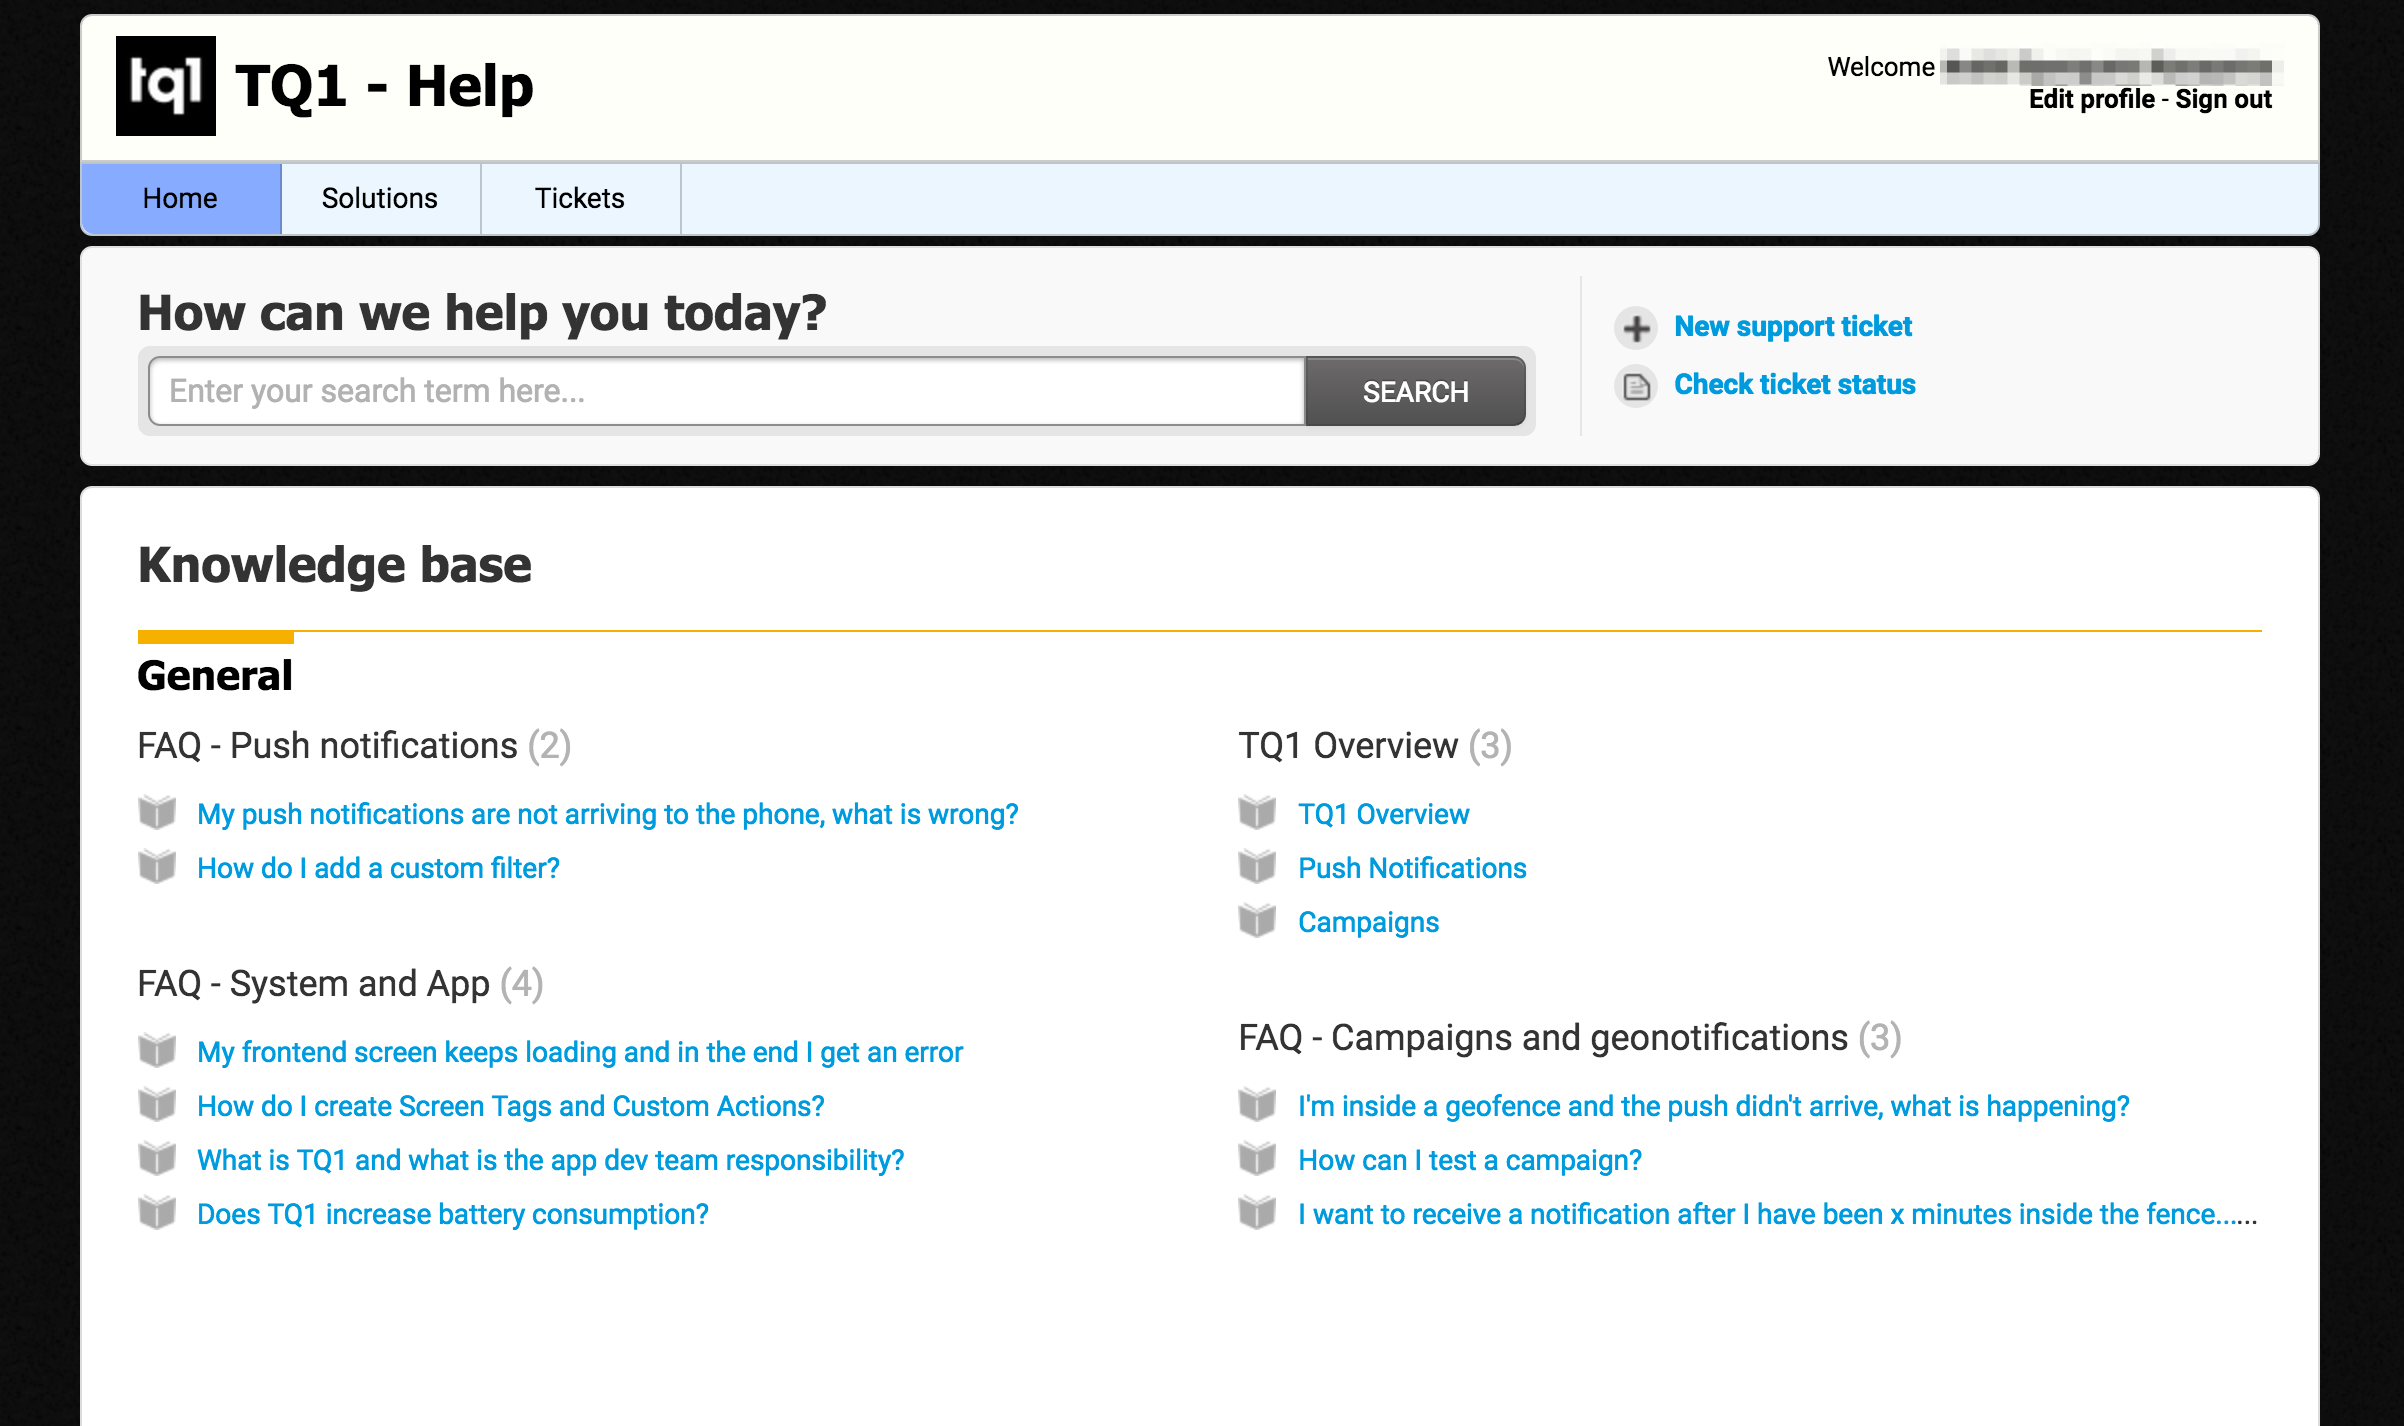 tq1
TQ1 - Help
Welcome
Edit profile - Sign out
Home
Solutions
Tickets
How can we help you today?
Enter your search term here...
SEARCH
New support ticket
Check ticket status
Knowledge base
General
FAQ - Push notifications (2)
My push notifications are not arriving to the phone, what is wrong?
How do I add a custom filter?
FAQ - System and App (4)
My frontend screen keeps loading and in the end I get an error
How do I create Screen Tags and Custom Actions?
What is TQ1 and what is the app dev team responsibility?
Does TQ1 increase battery consumption?
TQ1 Overview (3)
TQ1 Overview
Push Notifications
Campaigns
FAQ - Campaigns and geonotifications (3)
I'm inside a geofence and the push didn't arrive, what is happening?
How can I test a campaign?
I want to receive a notification after I have been x minutes inside the fence......